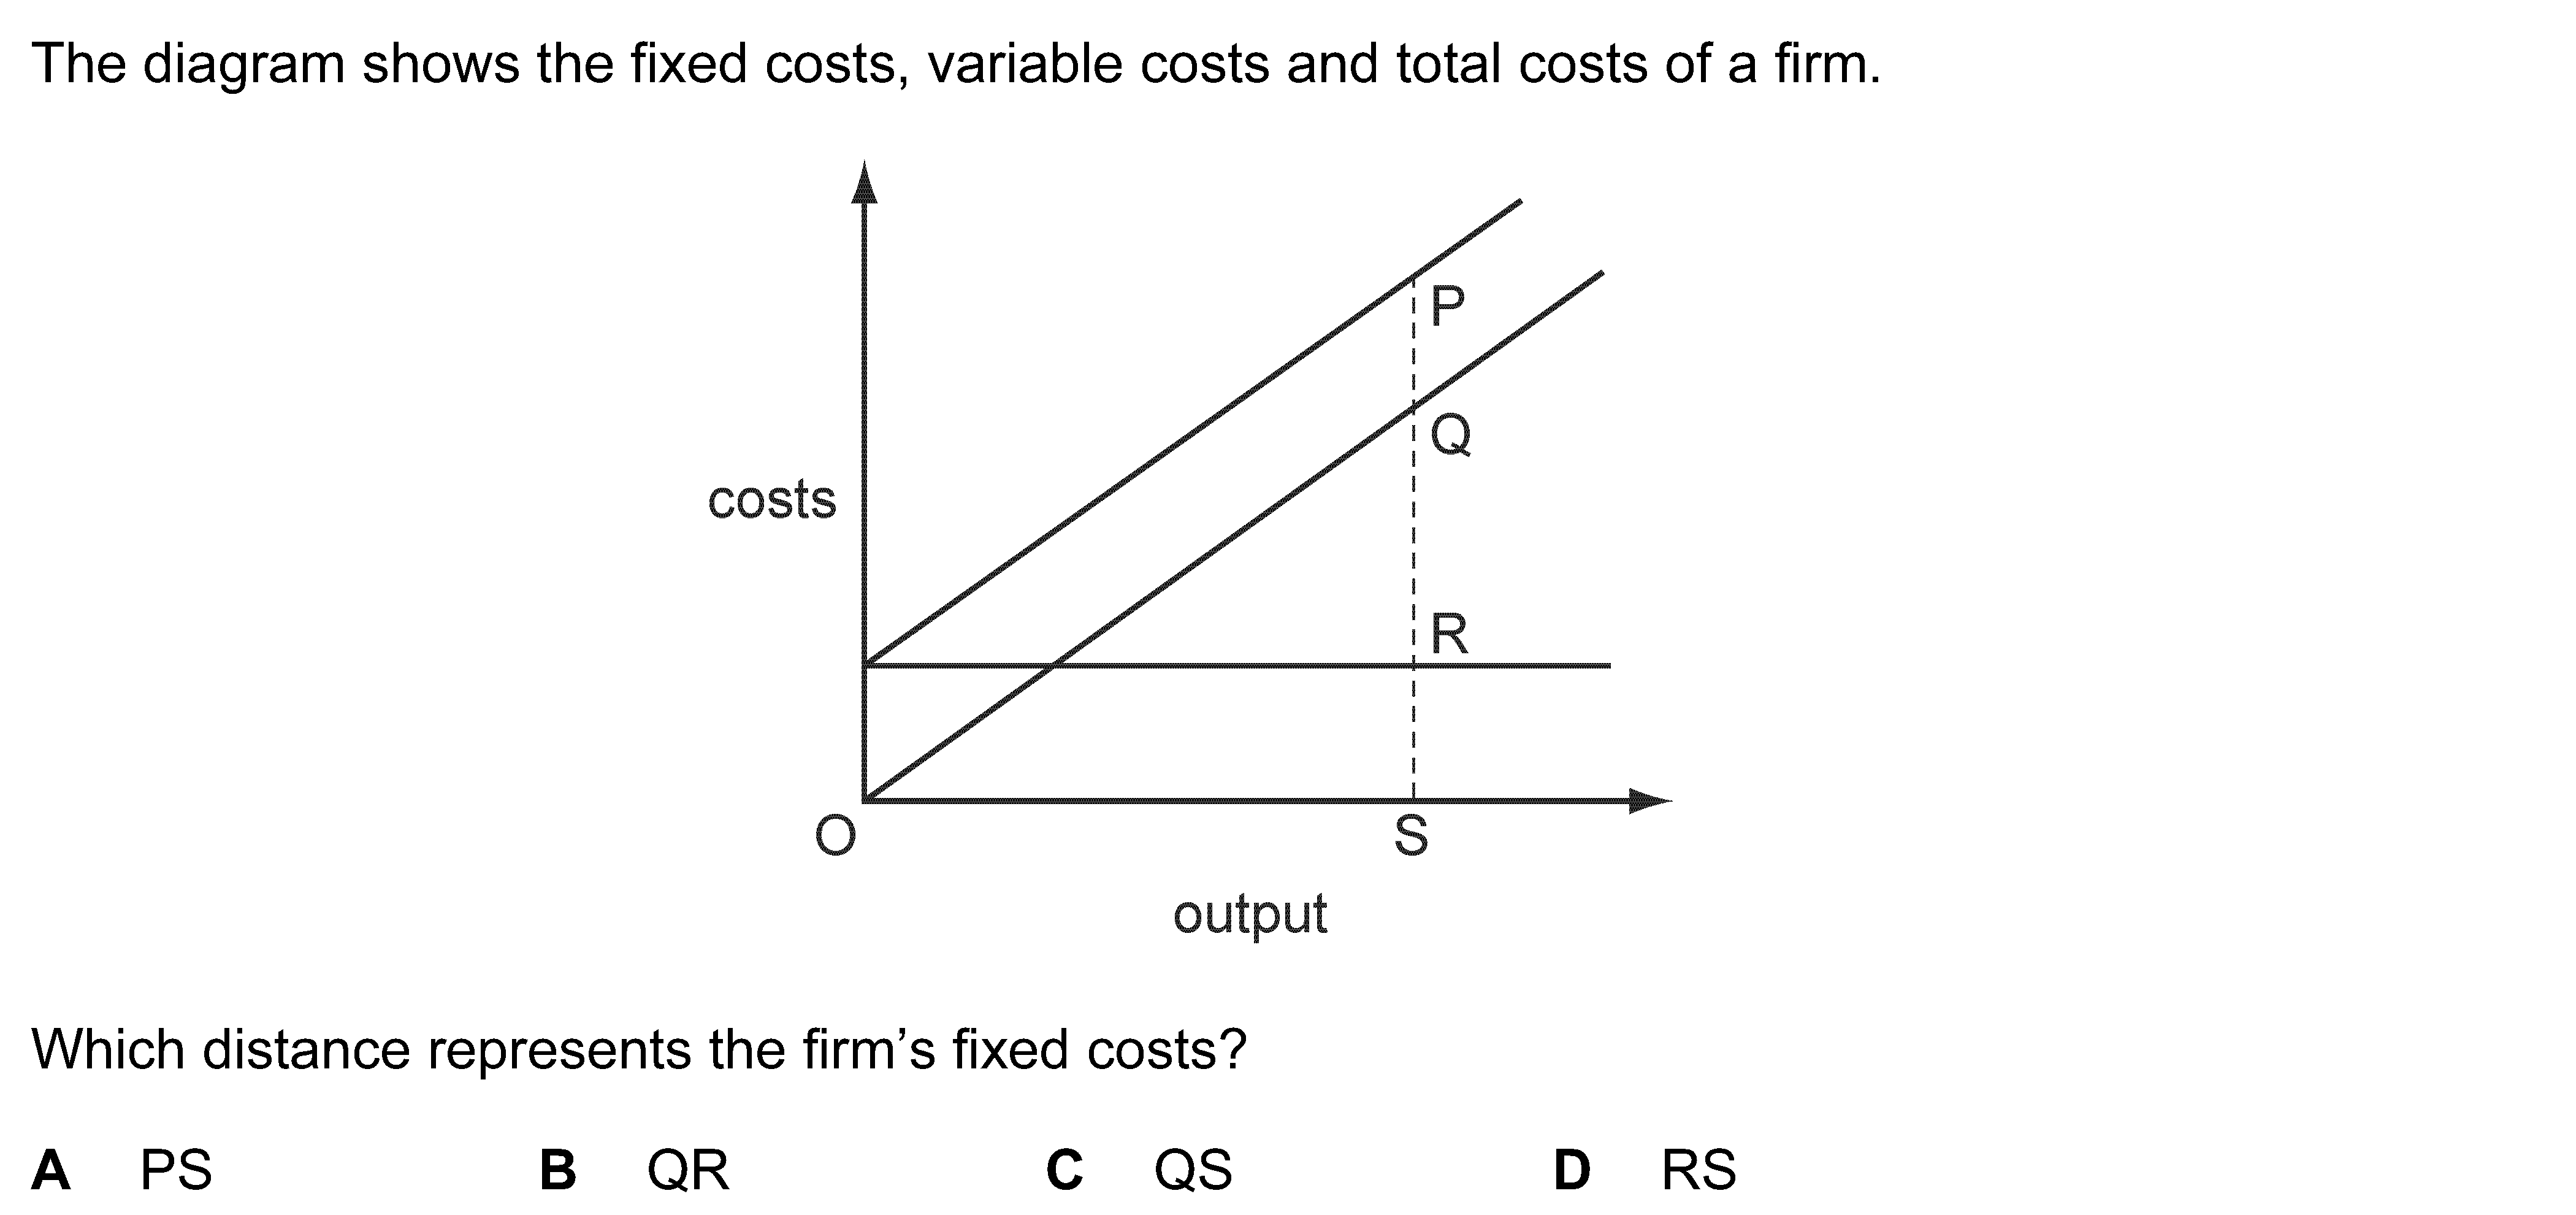 The diagram shows the fixed costs, variable costs and total costs of a firm.
P
Q
costs
R
O
S
output
Which distance represents the firm’s fixed costs?
A PS B QR C QS D RS